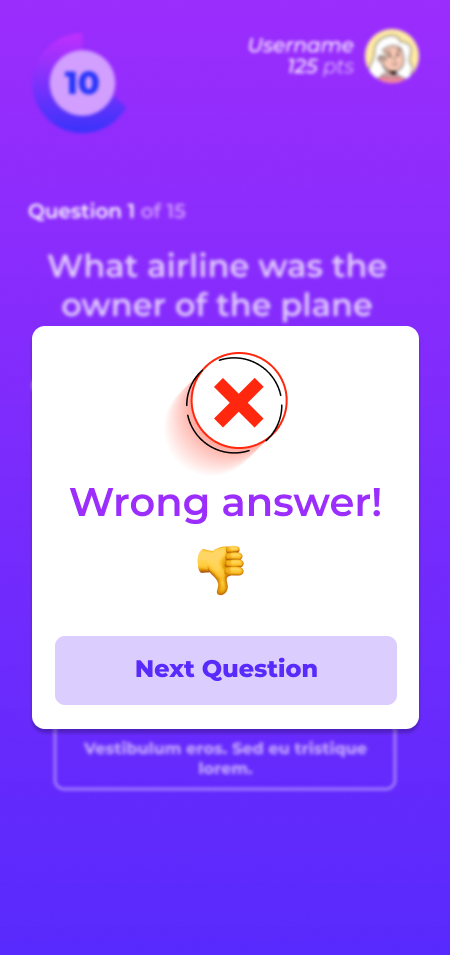 10
Username
125 pts
Question 1 of 15
What airline was the
owner of the plane
Wrong answer!
Next Question
Vestibulum eros. Sed eu tristique
lorem.